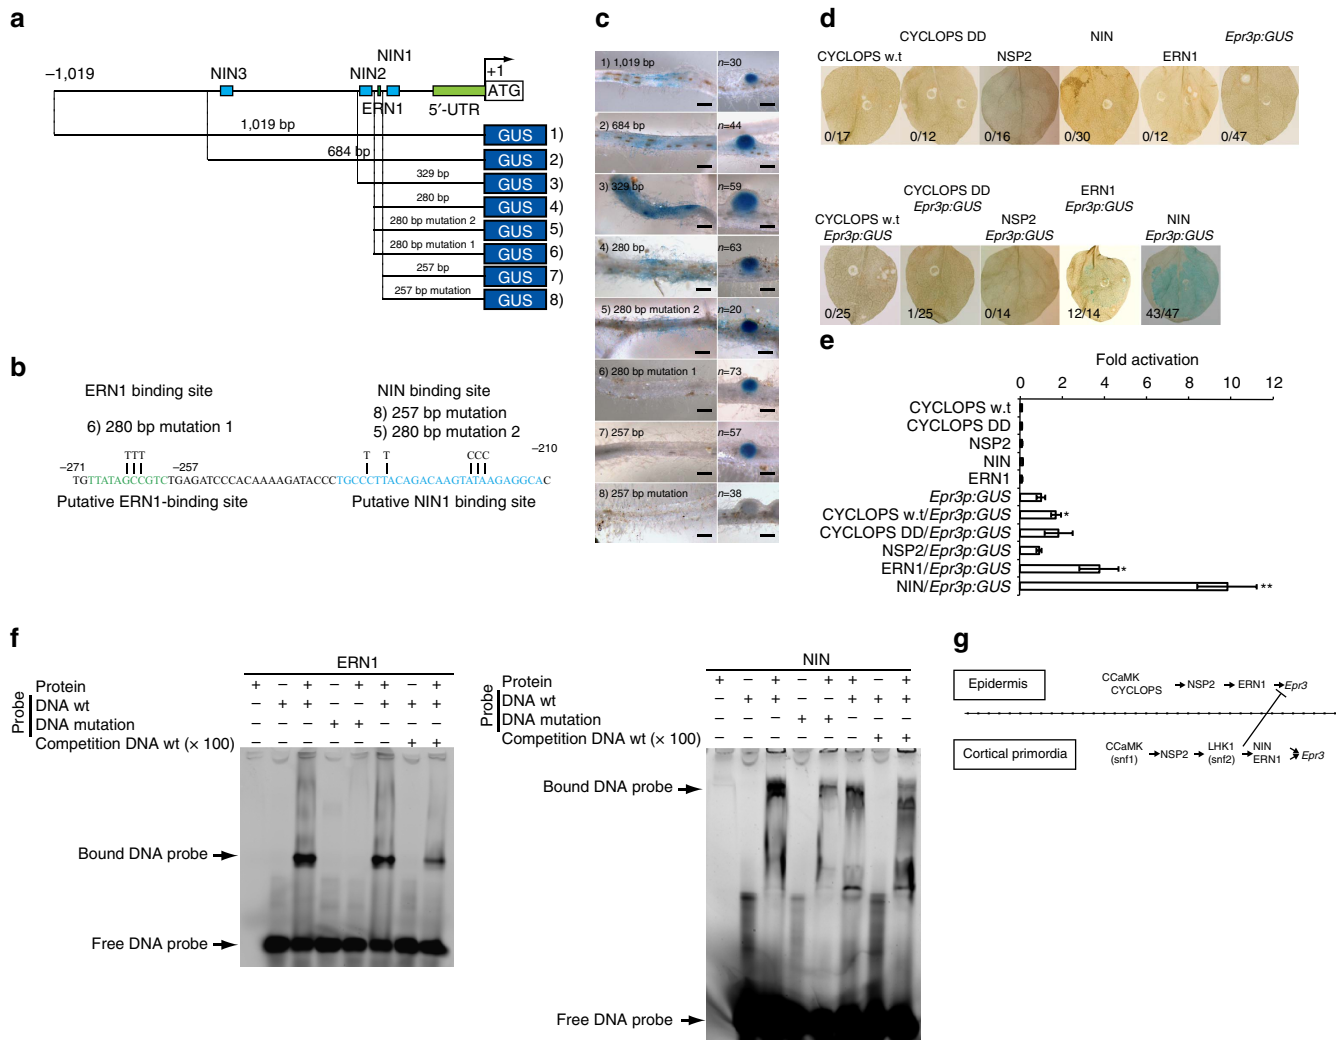 a
−1,019
NIN3
NIN2
NIN1
ERN1
5′-UTR
+1
ATG
1,019 bp
GUS 1)
684 bp
GUS 2)
329 bp
GUS 3)
280 bp
GUS 4)
280 bp mutation 2
GUS 5)
280 bp mutation 1
GUS 6)
257 bp
GUS 7)
257 bp mutation
GUS 8)
b
ERN1 binding site
NIN binding site
6) 280 bp mutation 1
8) 257 bp mutation
5) 280 bp mutation 2
TTT
T T CCC
−271
−257
−210
TGTTATAGCCGTCTGAGATCCCACAAAAGATACCCTGCCCTTACAGACAAGTATAAGAGGCAC
Putative ERN1-binding site
Putative NIN1 binding site
c
1) 1,019 bp n=30
2) 684 bp n=44
3) 329 bp n=59
4) 280 bp n=63
5) 280 bp mutation 2 n=20
6) 280 bp mutation 1 n=73
7) 257 bp n=57
8) 257 bp mutation n=38
d
CYCLOPS DD NIN Epr3p:GUS
CYCLOPS w.t NSP2 ERN1
0/17 0/12 0/16 0/30 0/12 0/47
CYCLOPS DD ERN1
Epr3p:GUS Epr3p:GUS
CYCLOPS w.t NSP2 NIN
Epr3p:GUS Epr3p:GUS Epr3p:GUS
0/25 1/25 0/14 12/14 43/47
e
Fold activation
0 2 4 6 8 10 12
CYCLOPS w.t
CYCLOPS DD
NSP2
NIN
ERN1
Epr3p:GUS
CYCLOPS w.t/Epr3p:GUS *
CYCLOPS DD/Epr3p:GUS
NSP2/Epr3p:GUS
ERN1/Epr3p:GUS *
NIN/Epr3p:GUS **
f
ERN1
Probe
Protein + − + − + + − +
DNA wt − + + − − + + +
DNA mutation − − − + + − − −
Competition DNA wt (× 100) − − − − − − + +
Bound DNA probe
Free DNA probe
NIN
Probe
Protein + − + − + + − +
DNA wt − + + − − + + +
DNA mutation − − − + + − − −
Competition DNA wt (× 100) − − − − − − + +
Bound DNA probe
Free DNA probe
g
Epidermis
CCaMK
CYCLOPS
NSP2
ERN1
Epr3
Cortical primordia
CCaMK
(snf1)
NSP2
LHK1
(snf2)
NIN
ERN1
Epr3